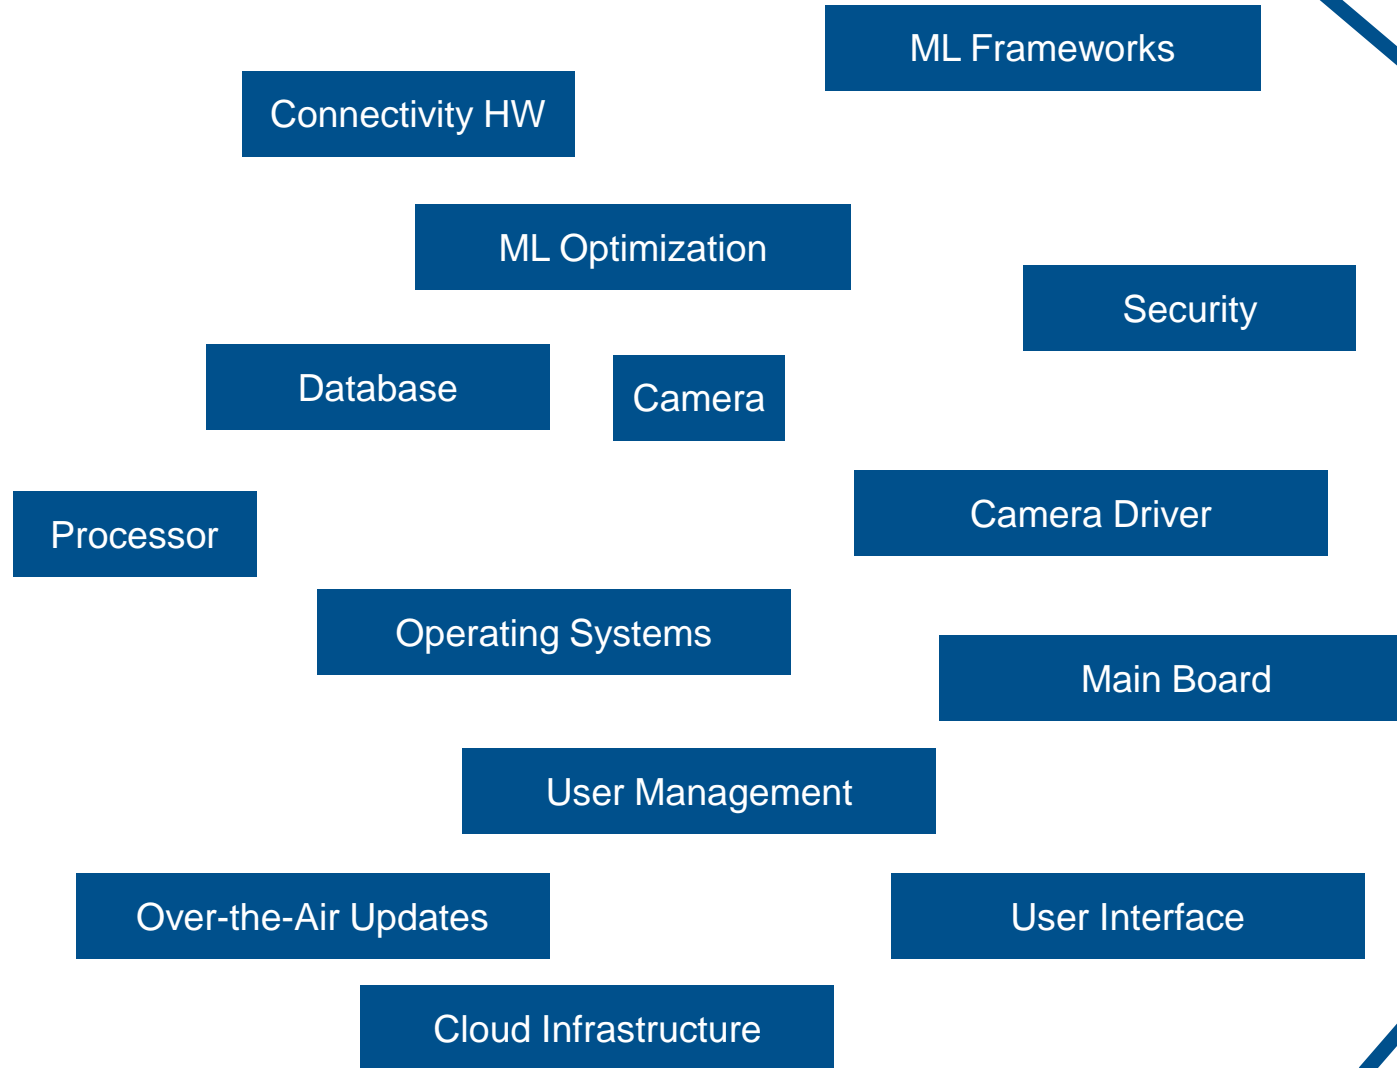 ML Frameworks
Connectivity HW
ML Optimization
Security
Database
Camera
Camera Driver
Processor
Operating Systems
Main Board
User Management
Over-the-Air Updates
User Interface
Cloud Infrastructure